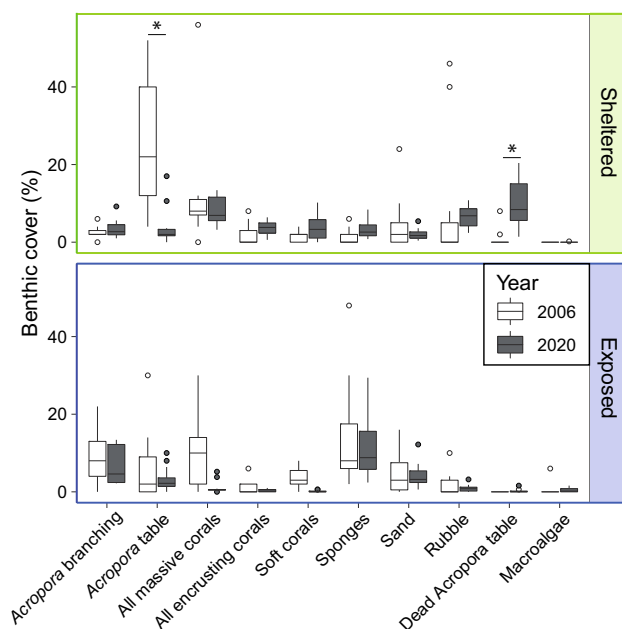 Benthic cover (%)
*
*
40
20
0
Sheltered
40
20
0
Exposed
Year
2006
2020
Acropora branching
Acropora table
All massive corals
All encrusting corals
Soft corals
Sponges
Sand
Rubble
Dead Acropora table
Macroalgae